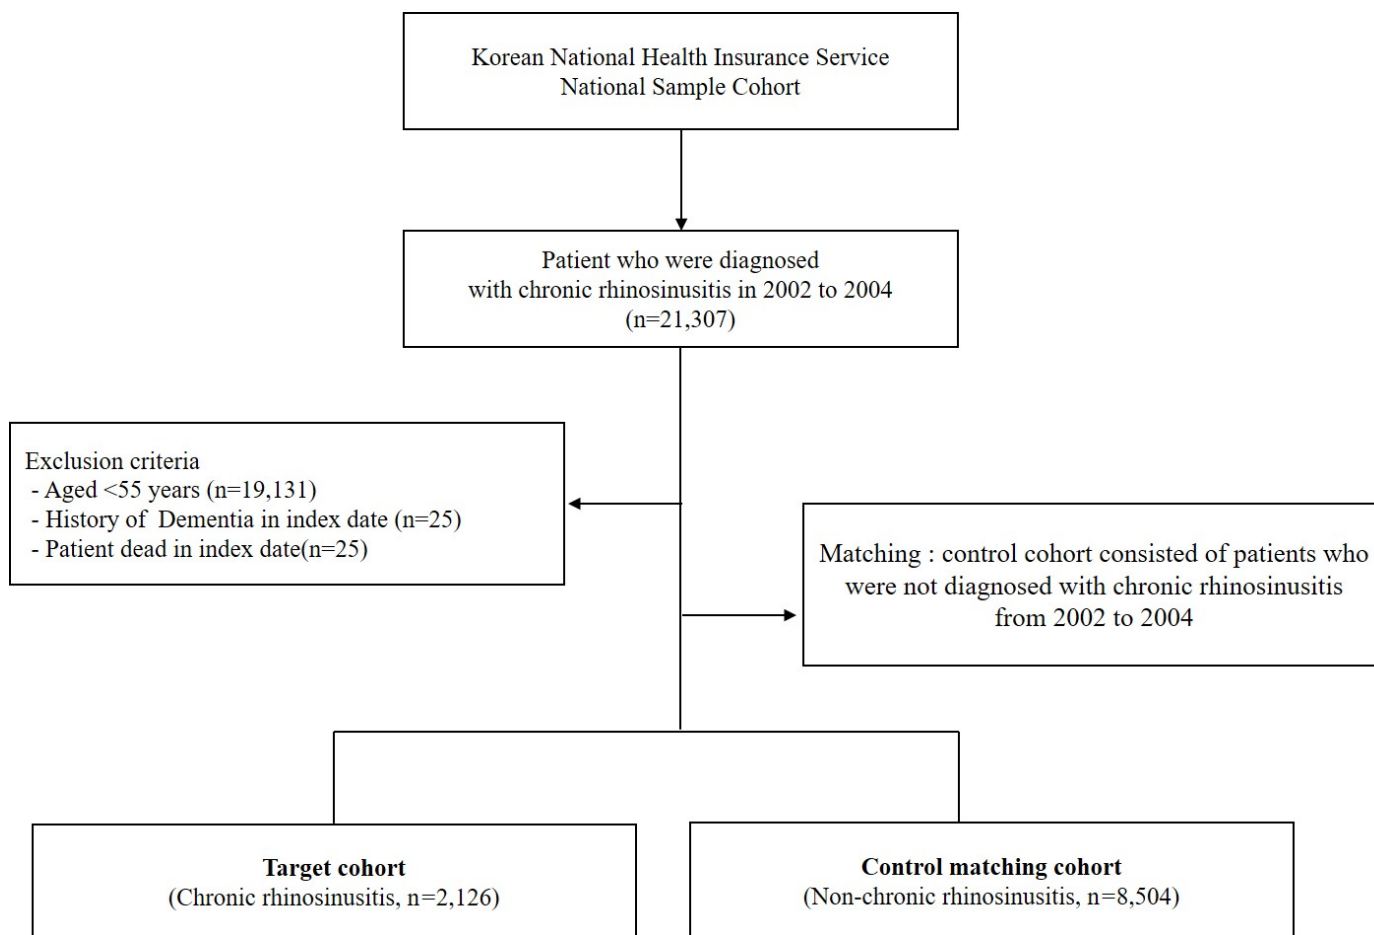 Korean National Health Insurance Service
National Sample Cohort
Patient who were diagnosed
with chronic rhinosinusitis in 2002 to 2004
(n=21,307)
Exclusion criteria
- Aged <55 years (n=19,131)
- History of  Dementia in index date (n=25)
- Patient dead in index date(n=25)
Matching : control cohort consisted of patients who
were not diagnosed with chronic rhinosinusitis
from 2002 to 2004
Target cohort
(Chronic rhinosinusitis, n=2,126)
Control matching cohort
(Non-chronic rhinosinusitis, n=8,504)